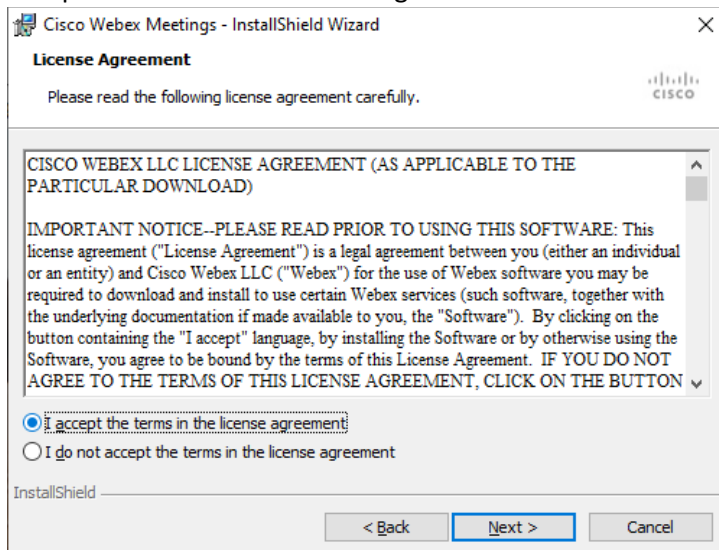 Cisco Webex Meetings - InstallShield Wizard
License Agreement
Please read the following license agreement carefully.
CISCO
CISCO WEBEX LLC LICENSE AGREEMENT (AS APPLICABLE TO THE
PARTICULAR DOWNLOAD)
IMPORTANT NOTICE--PLEASE READ PRIOR TO USING THIS SOFTWARE: This
license agreement ("License Agreement") is a legal agreement between you (either an individual
or an entity) and Cisco Webex LLC ("Webex") for the use of Webex software you may be
required to download and install to use certain Webex services (such software, together with
the underlying documentation if made available to you, the "Software"). By clicking on the
button containing the "I accept" language, by installing the Software or by otherwise using the
Software, you agree to be bound by the terms of this License Agreement. IF YOU DO NOT
AGREE TO THE TERMS OF THIS LICENSE AGREEMENT, CLICK ON THE BUTTON
I accept the terms in the license agreement
I do not accept the terms in the license agreement
InstallShield
< Back Next > Cancel